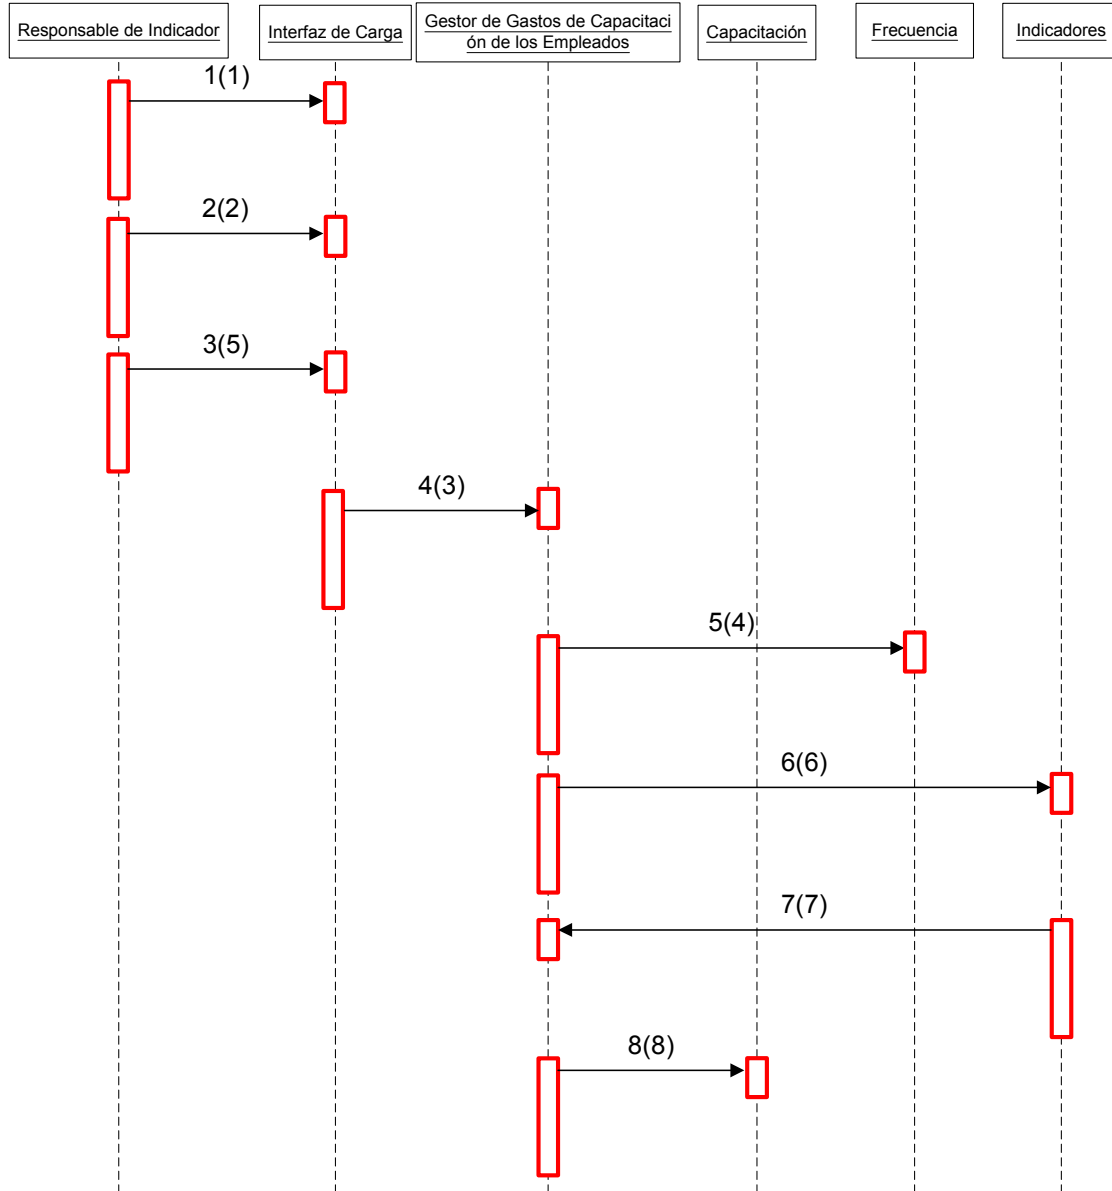 Responsable de Indicador
Interfaz de Carga
Gestor de Gastos de Capacitaci
ón de los Empleados
Capacitación
Frecuencia
Indicadores
1(1)
2(2)
3(5)
4(3)
5(4)
6(6)
7(7)
8(8)